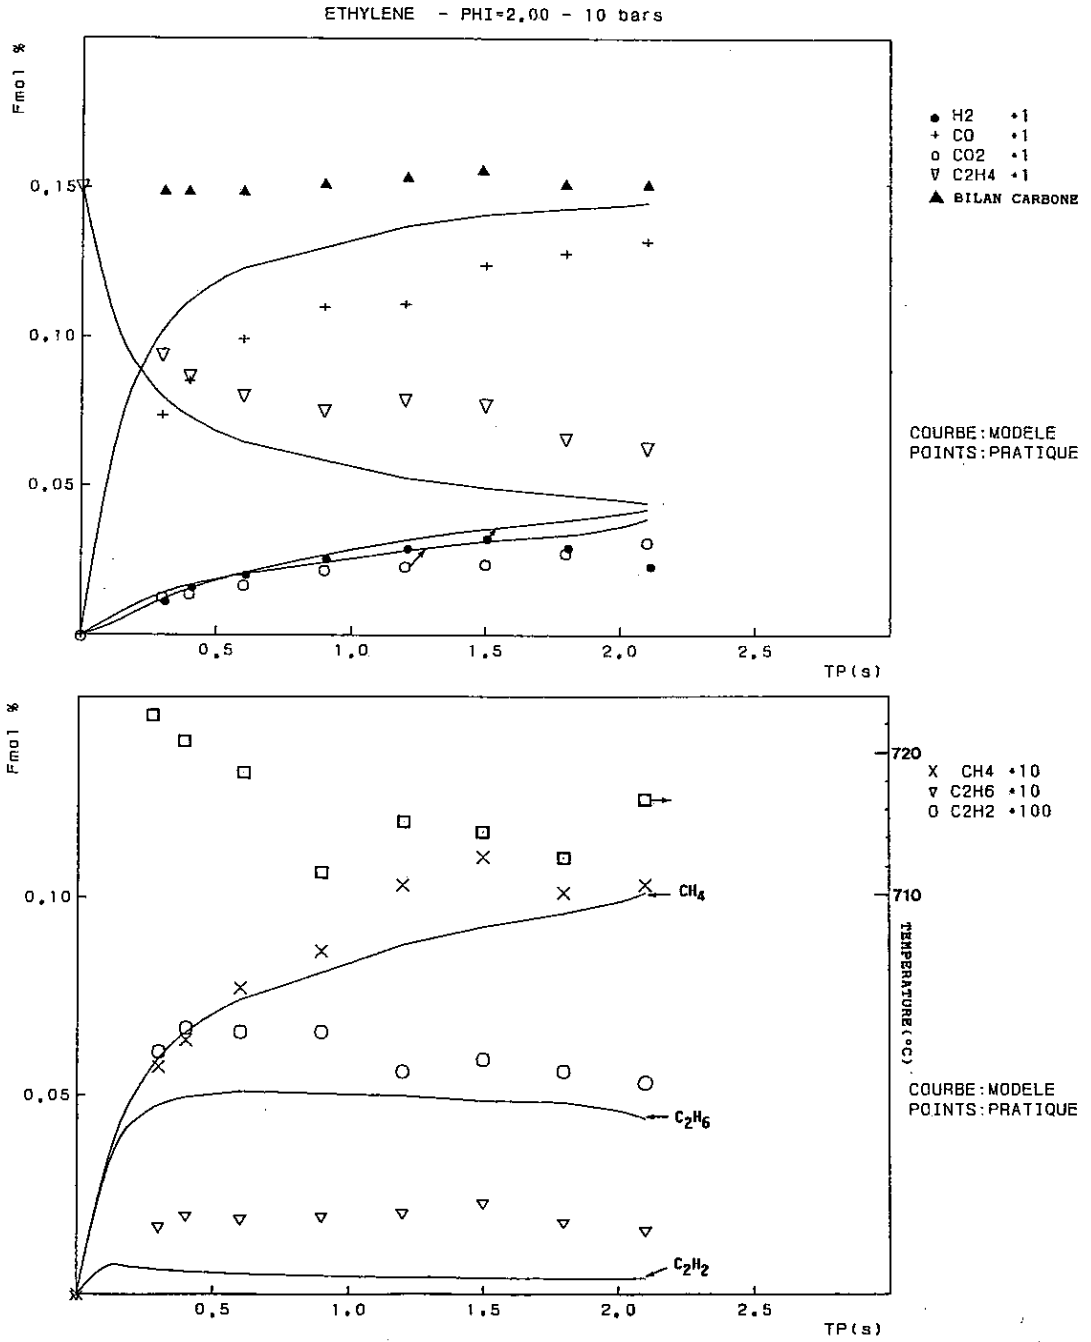 ETHYLENE - PHI=2.00 - 10 bars
Fmol %
0.15
0.10
0.05
0.5
1.0
1.5
2.0
2.5
TP(s)
● H2 *1
+ CO *1
o CO2 *1
▽ C2H4 *1
▲ BILAN CARBONE
COURBE:MODELE
POINTS:PRATIQUE
Fmol %
0.10
0.05
0.5
1.0
1.5
2.0
2.5
TP(s)
720
710
TEMPERATURE(°C)
CH4
C2H6
C2H2
X CH4 *10
▽ C2H6 *10
O C2H2 *100
COURBE:MODELE
POINTS:PRATIQUE